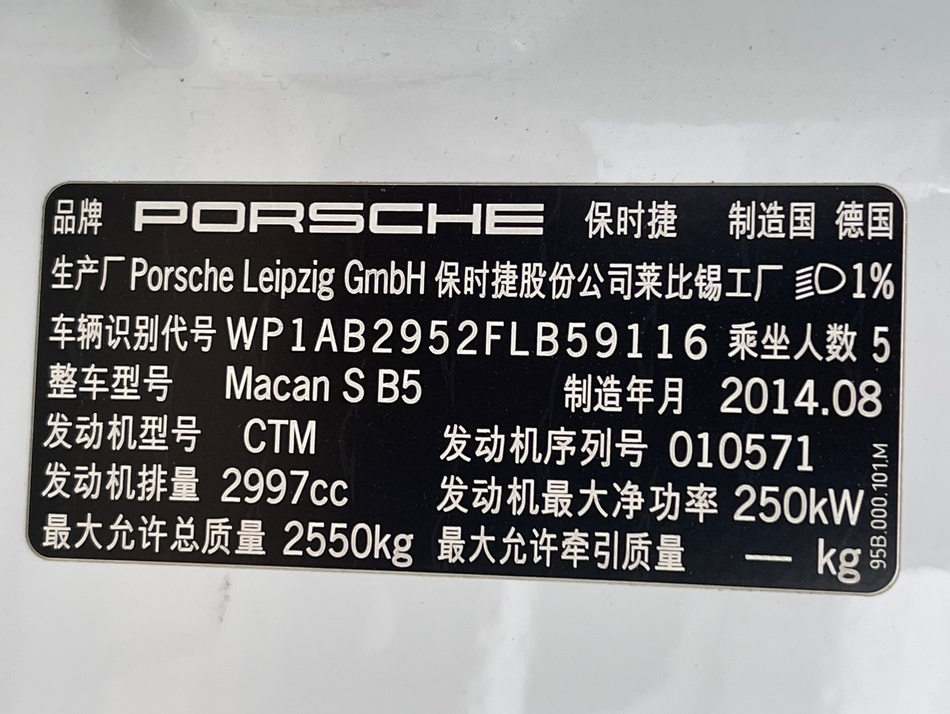 品牌 PORSCHE 保时捷 制造国 德国
生产厂 Porsche Leipzig GmbH 保时捷股份公司莱比锡工厂 1%
车辆识别代号 WP1AB2952FLB59116 乘坐人数 5
整车型号 Macan S B5 制造年月 2014.08
发动机型号 CTM 发动机序列号 010571
发动机排量 2997cc 发动机最大净功率 250kW
最大允许总质量 2550kg 最大允许牵引质量 — kg
95B.000.101.M